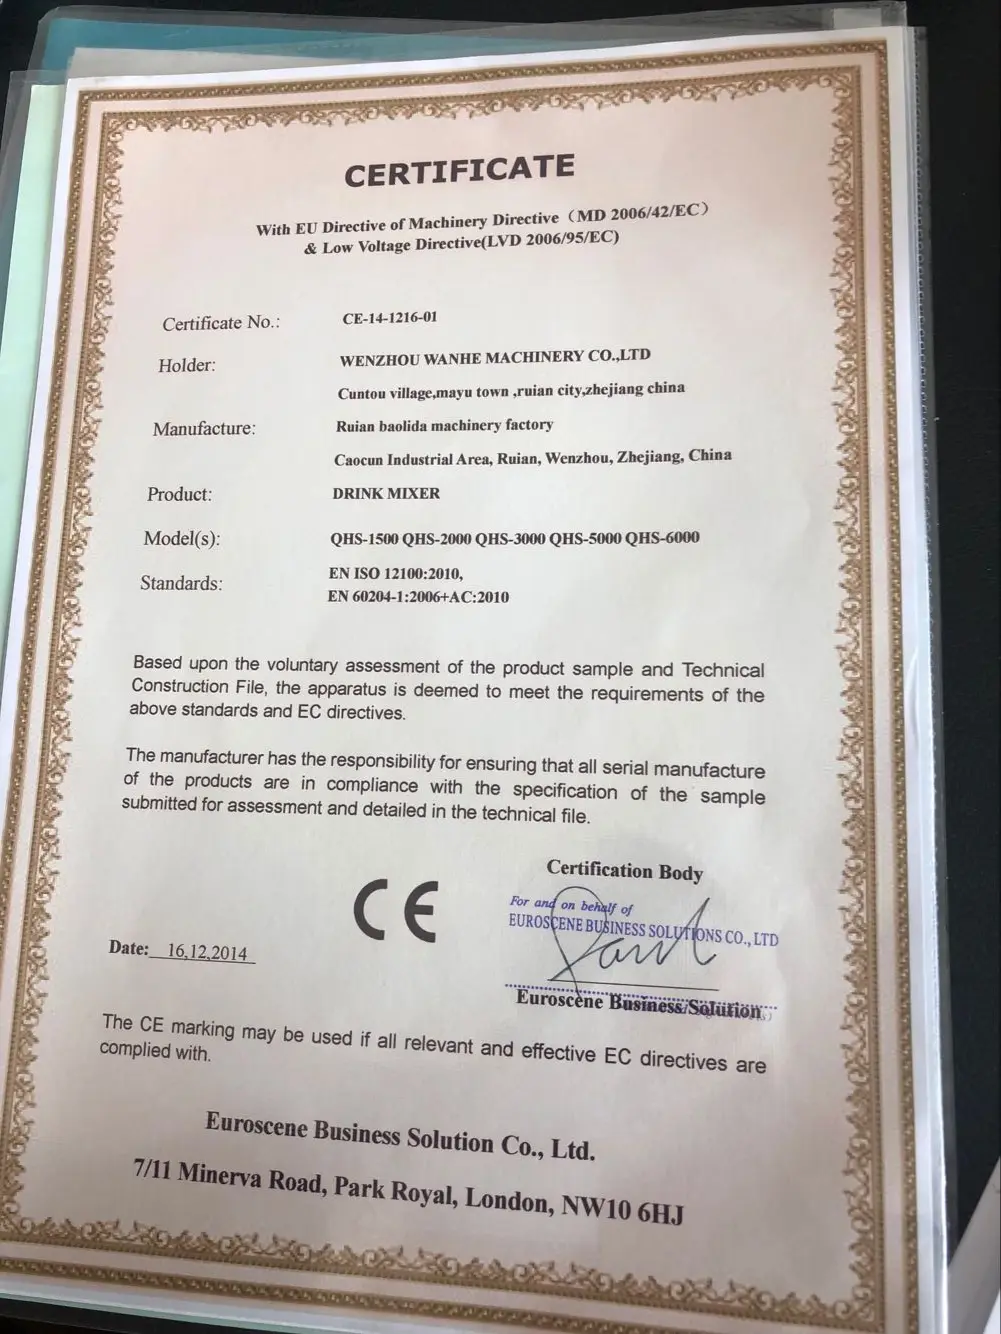 CERTIFICATE
With EU Directive of Machinery Directive（MD 2006/42/EC）
& Low Voltage Directive(LVD 2006/95/EC)
Certificate No.: CE-14-1216-01
Holder: WENZHOU WANHE MACHINERY CO.,LTD
Cuntou village,mayu town ,ruian city,zhejiang china
Manufacture: Ruian baolida machinery factory
Caocun Industrial Area, Ruian, Wenzhou, Zhejiang, China
Product: DRINK MIXER
Model(s): QHS-1500 QHS-2000 QHS-3000 QHS-5000 QHS-6000
Standards: EN ISO 12100:2010,
EN 60204-1:2006+AC:2010
Based upon the voluntary assessment of the product sample and Technical
Construction File, the apparatus is deemed to meet the requirements of the
above standards and EC directives.
The manufacturer has the responsibility for ensuring that all serial manufacture
of the products are in compliance with the specification of the sample
submitted for assessment and detailed in the technical file.
Certification Body
CE
For and on behalf of
EUROSCENE BUSINESS SOLUTIONS CO., LTD
Date: 16.12.2014
Euroscene Business Solution
The CE marking may be used if all relevant and effective EC directives are
complied with.
Euroscene Business Solution Co., Ltd.
7/11 Minerva Road, Park Royal, London, NW10 6HJ